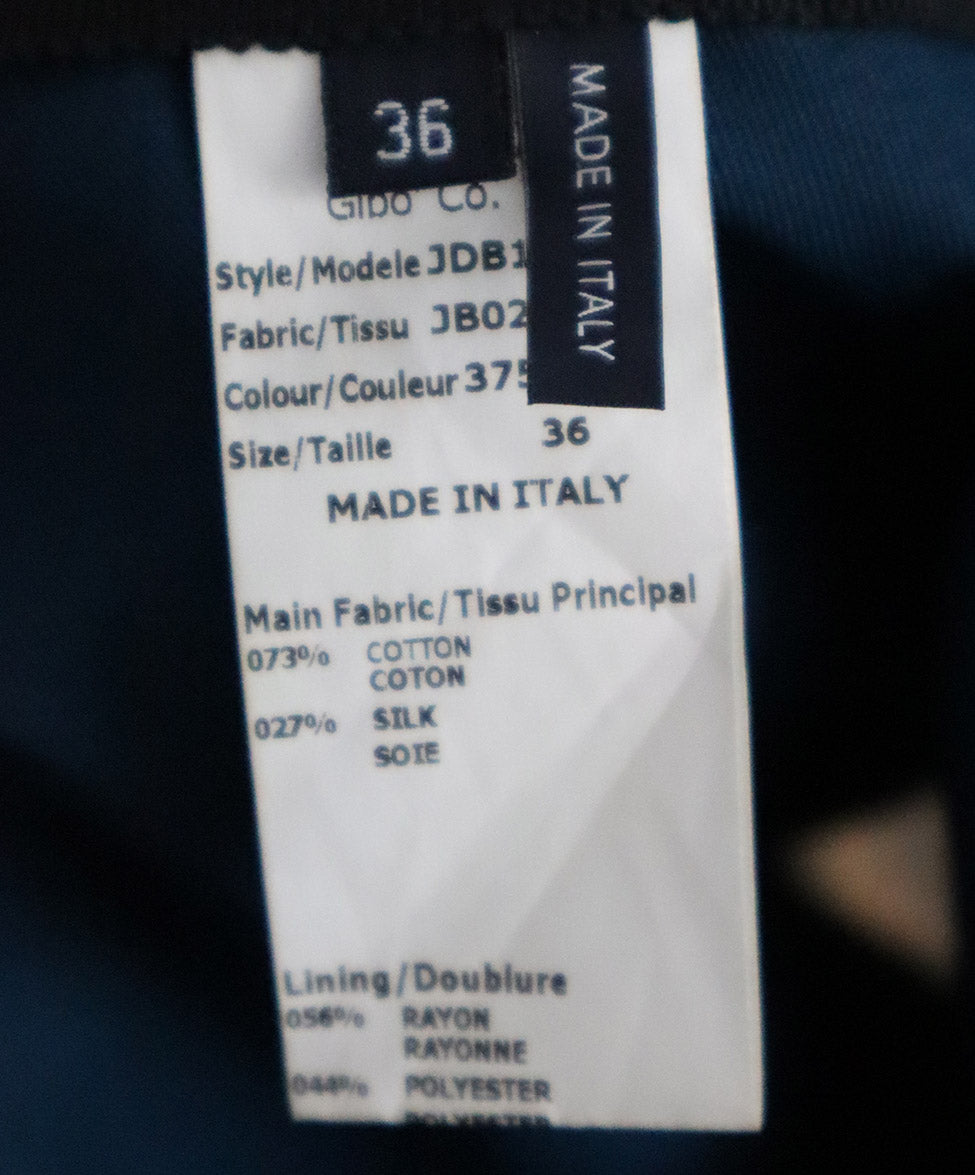 36
MADE IN ITALY
Gibo' Co.
Style/Modele JDB1
Fabric/Tissu JB02
Colour/Couleur 375
Size/Taille 36
MADE IN ITALY
Main Fabric/Tissu Principal
073% COTTON
COTON
027% SILK
SOIE
Lining/Doublure
056% RAYON
RAYONNE
044% POLYESTER
POLYESTER